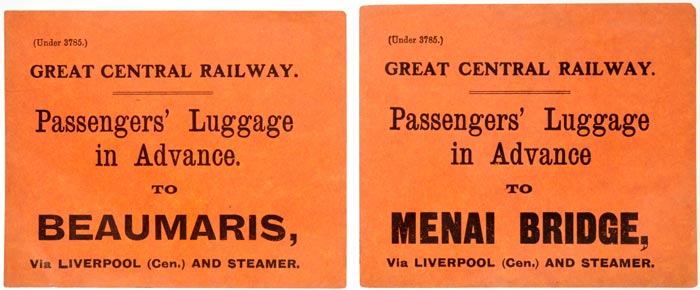 (Under 3785.)
GREAT CENTRAL RAILWAY.
Passengers' Luggage
in Advance.
TO
BEAUMARIS,
Via LIVERPOOL (Cen.) AND STEAMER.
(Under 3785.)
GREAT CENTRAL RAILWAY.
Passengers' Luggage
in Advance
TO
MENAI BRIDGE,
Via LIVERPOOL (Cen.) AND STEAMER.